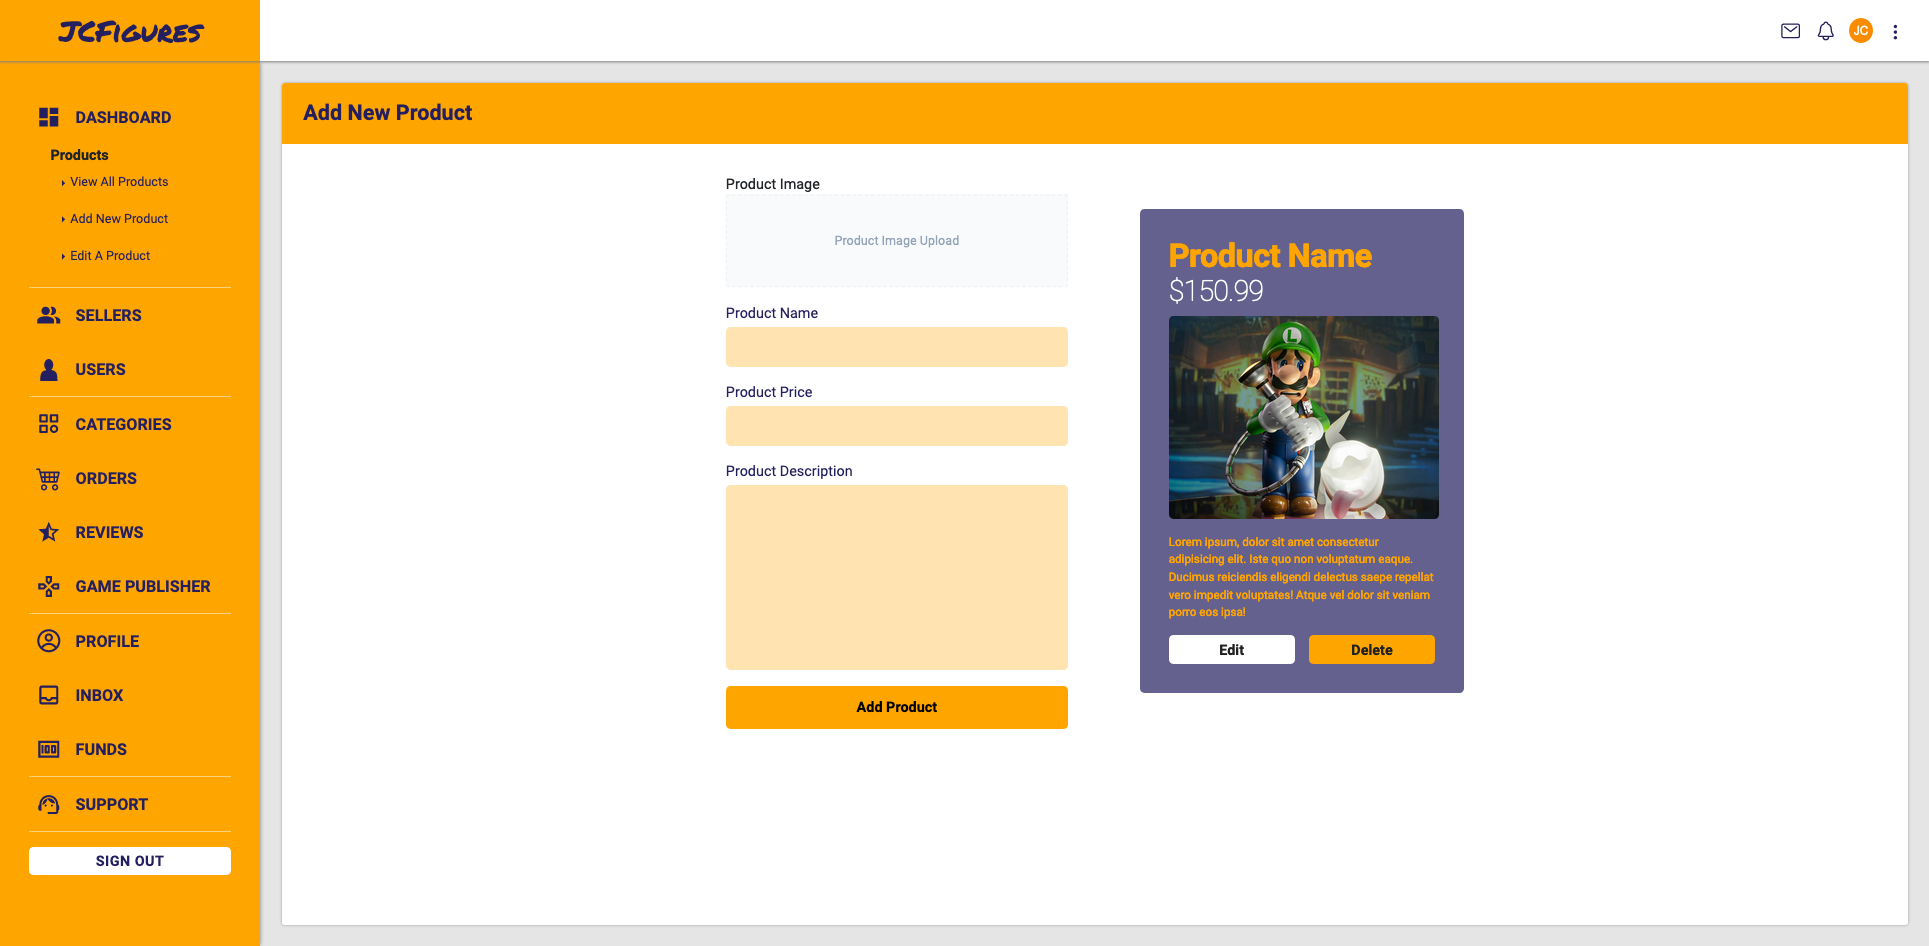 JCFigures
JC
DASHBOARD
Products
View All Products
Add New Product
Edit A Product
SELLERS
USERS
CATEGORIES
ORDERS
REVIEWS
GAME PUBLISHER
PROFILE
INBOX
FUNDS
SUPPORT
SIGN OUT
Add New Product
Product Image
Product Image Upload
Product Name
Product Price
Product Description
Add Product
Product Name
$150.99
L
Lorem ipsum, dolor sit amet consectetur
adipisicing elit. Iste quo non voluptatum eaque.
Ducimus reiciendis eligendi delectus saepe repellat
vero impedit voluptates! Atque vel dolor sit veniam
porro eos ipsa!
Edit
Delete